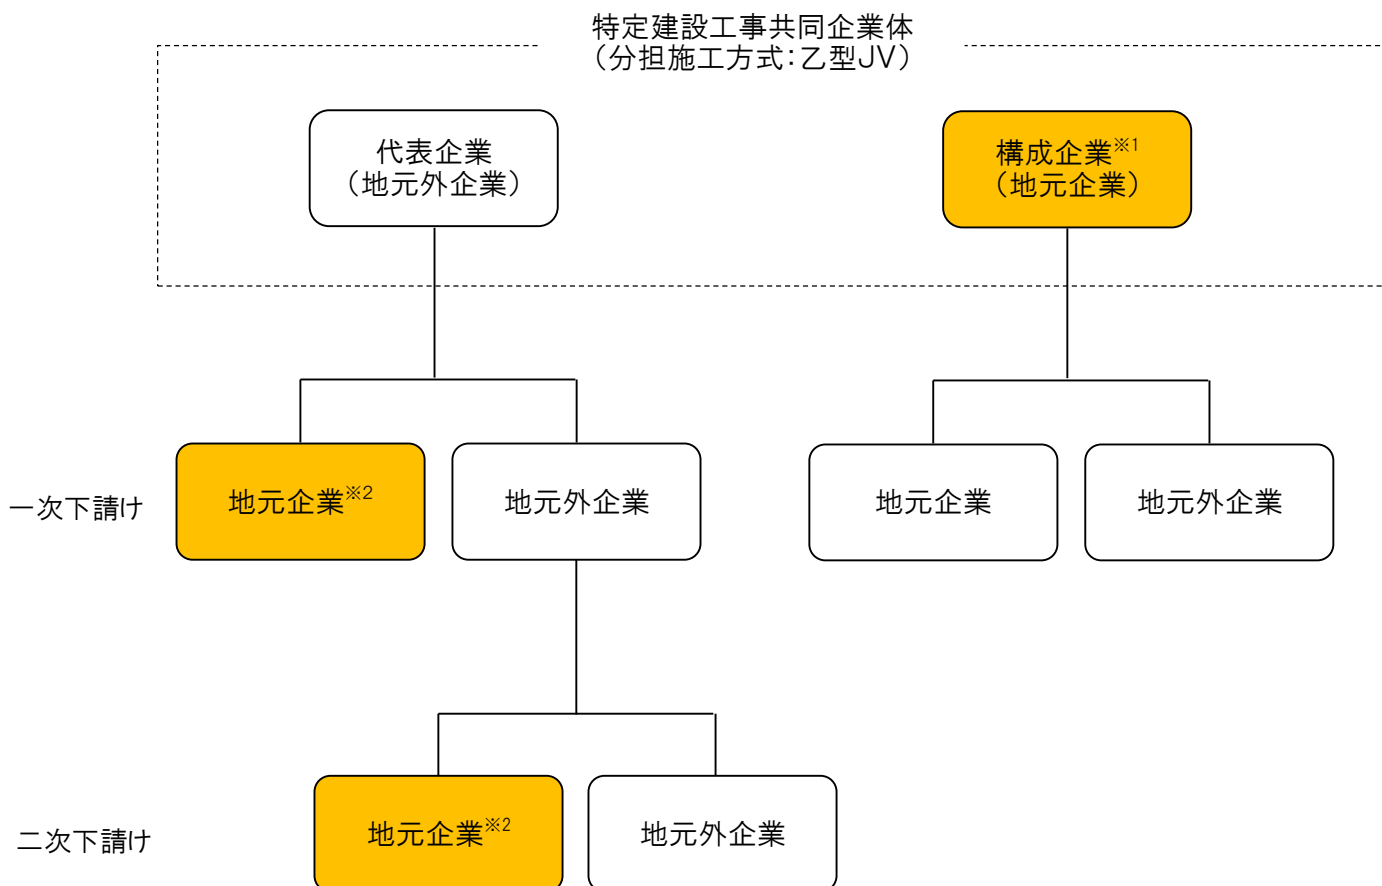 特定建設工事共同企業体
（分担施工方式：乙型JV）
代表企業
（地元外企業）
構成企業※1
（地元企業）
一次下請け
地元企業※2
地元外企業
地元企業
地元外企業
二次下請け
地元企業※2
地元外企業